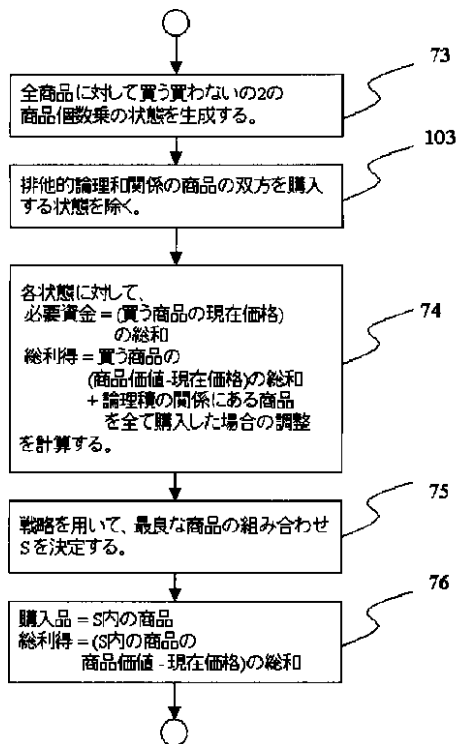 全商品に対して買う買わないの2の
商品個数乗の状態を生成する。
73
排他的論理和関係の商品の双方を購入
する状態を除く。
103
各状態に対して、
必要資金＝(買う商品の現在価格)
の総和
総利得＝買う商品の
(商品価値-現在価格)の総和
+論理積の関係にある商品
を全て購入した場合の調整
を計算する。
74
戦略を用いて、最良な商品の組み合わせ
Sを決定する。
75
購入品＝S内の商品
総利得＝(S内の商品の
商品価値-現在価格)の総和
76